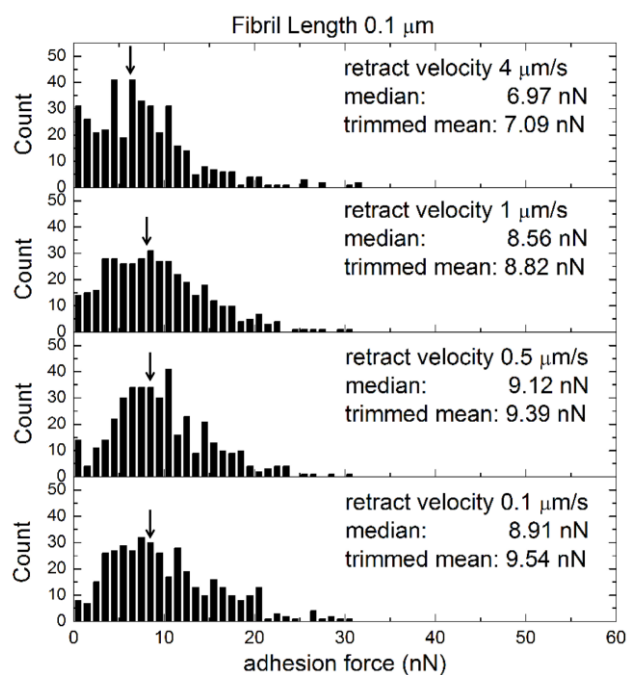 Fibril Length 0.1 μm
50
40
30
20
10
0
Count
retract velocity 4 μm/s
median: 6.97 nN
trimmed mean: 7.09 nN
50
40
30
20
10
0
Count
retract velocity 1 μm/s
median: 8.56 nN
trimmed mean: 8.82 nN
50
40
30
20
10
0
Count
retract velocity 0.5 μm/s
median: 9.12 nN
trimmed mean: 9.39 nN
50
40
30
20
10
0
Count
retract velocity 0.1 μm/s
median: 8.91 nN
trimmed mean: 9.54 nN
0 10 20 30 40 50 60
adhesion force (nN)